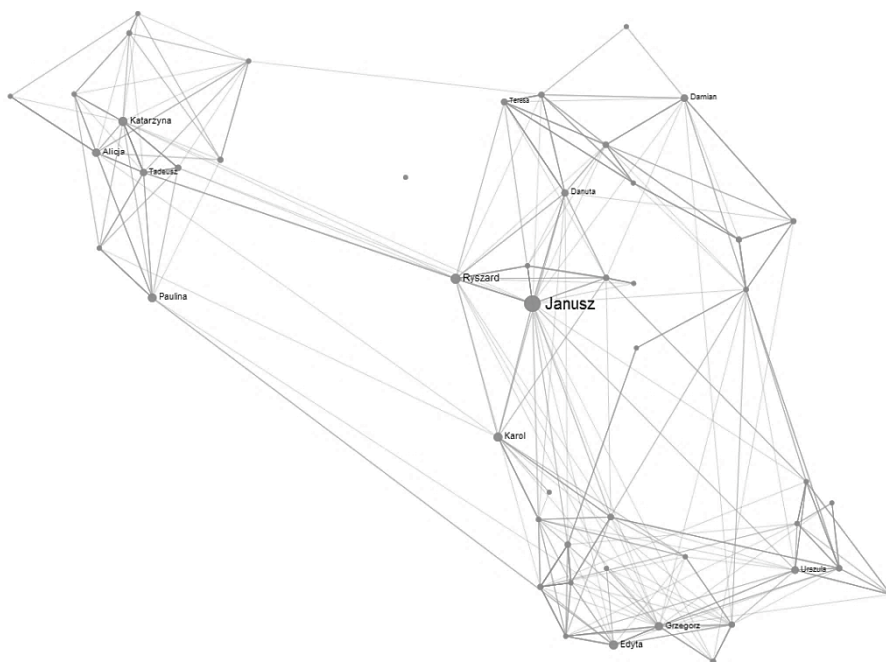 Teresa
Damian
Katarzyna
Alicja
Tadeusz
Danuta
Ryszard
Paulina
Janusz
Karol
Urszula
Grzegorz
Edyta